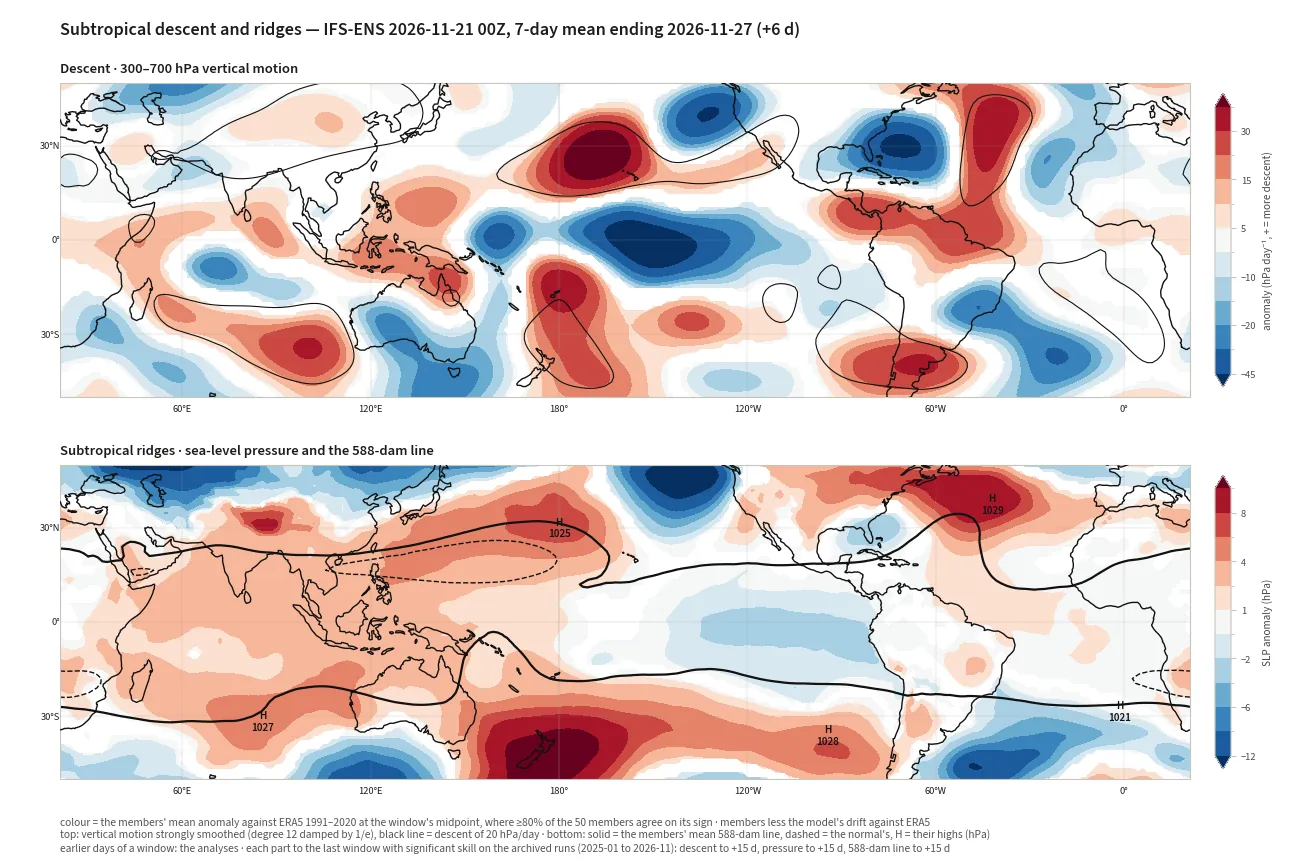 Subtropical descent and ridges — IFS-ENS 2026-11-21 00Z, 7-day mean ending 2026-11-27 (+6 d)
Descent · 300–700 hPa vertical motion
30°N
0°
30°S
60°E
120°E
180°
120°W
60°W
0°
30
15
5
−10
−20
−45
anomaly (hPa day⁻¹, + = more descent)
Subtropical ridges · sea-level pressure and the 588-dam line
30°N
0°
30°S
H
1029
H
1025
H
1027
H
1028
H
1021
60°E
120°E
180°
120°W
60°W
0°
8
4
1
−2
−6
−12
SLP anomaly (hPa)
colour = the members' mean anomaly against ERA5 1991–2020 at the window's midpoint, where ≥80% of the 50 members agree on its sign · members less the model's drift against ERA5
top: vertical motion strongly smoothed (degree 12 damped by 1/e), black line = descent of 20 hPa/day · bottom: solid = the members' mean 588-dam line, dashed = the normal's, H = their highs (hPa)
earlier days of a window: the analyses · each part to the last window with significant skill on the archived runs (2025-01 to 2026-11): descent to +15 d, pressure to +15 d, 588-dam line to +15 d